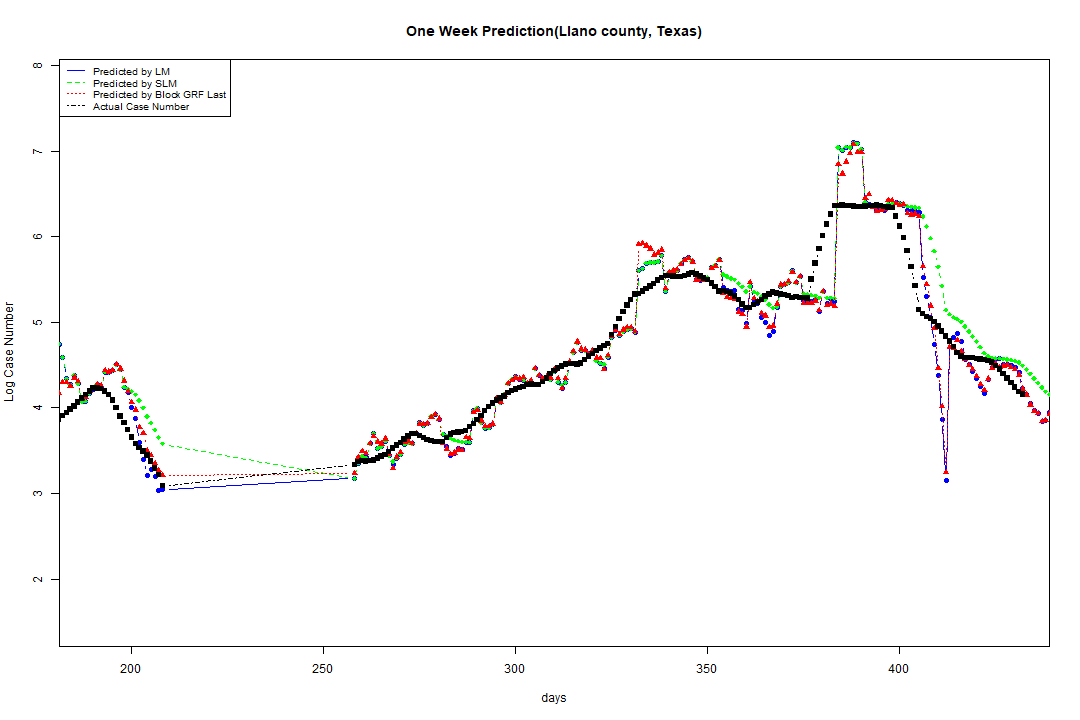 One Week Prediction(Llano county, Texas)
Predicted by LM
Predicted by SLM
Predicted by Block GRF Last
Actual Case Number
8
7
6
5
4
3
2
Log Case Number
200
250
300
350
400
days